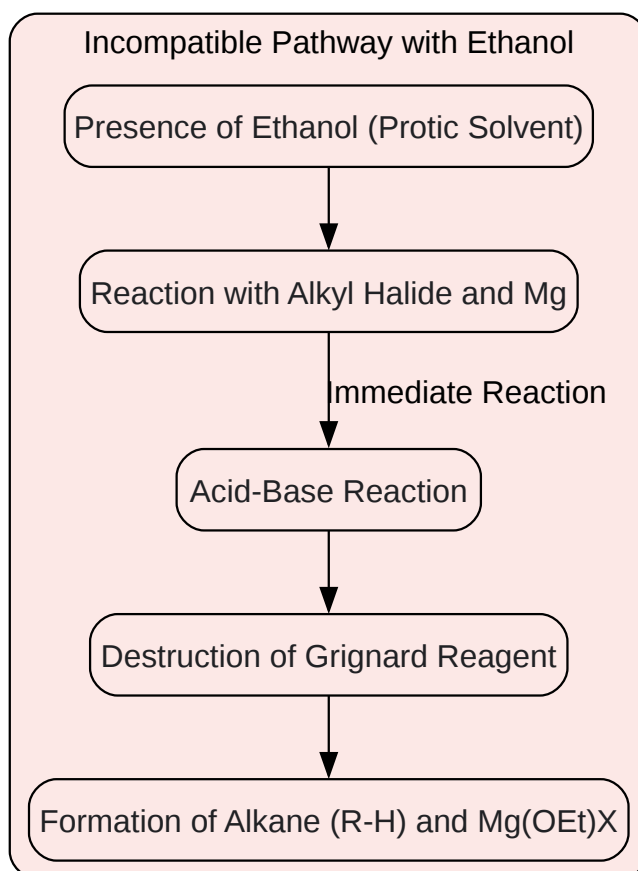 Incompatible Pathway with Ethanol
Presence of Ethanol (Protic Solvent)
Reaction with Alkyl Halide and Mg
Immediate Reaction
Acid-Base Reaction
Destruction of Grignard Reagent
Formation of Alkane (R-H) and Mg(OEt)X